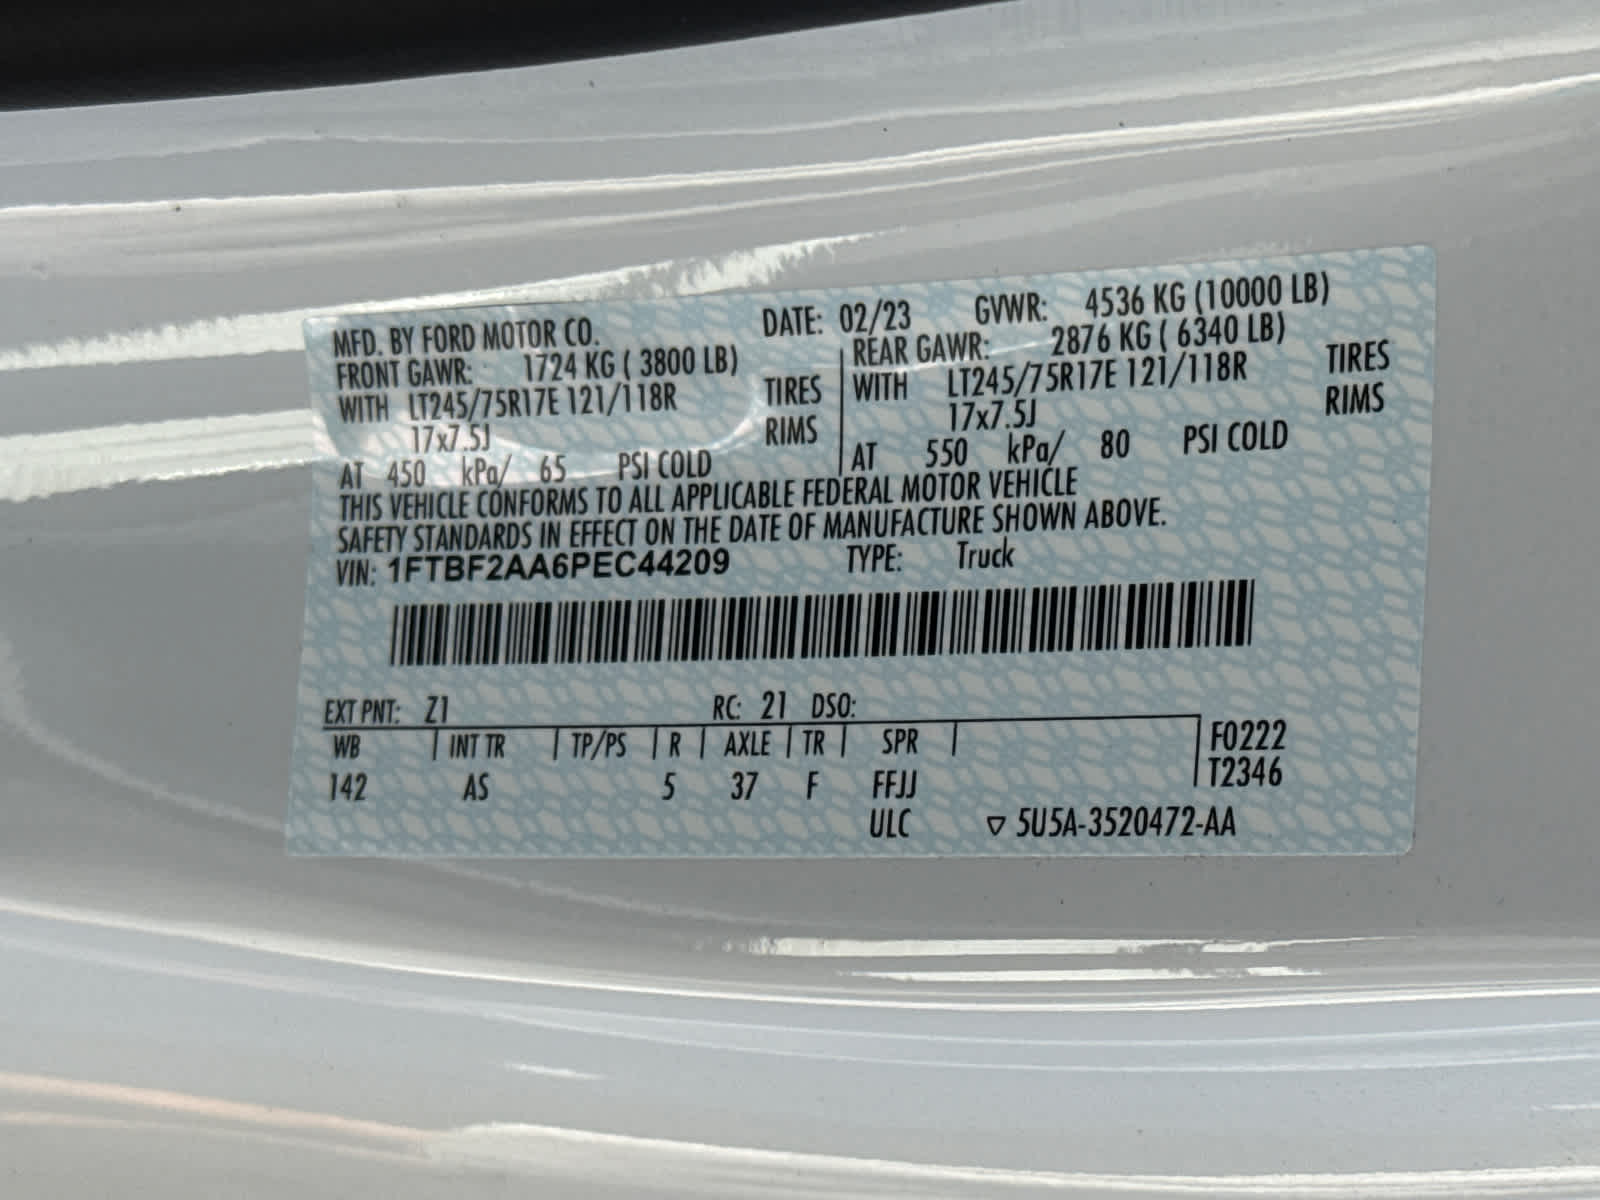 MFD. BY FORD MOTOR CO. DATE: 02/23 GVWR: 4536 KG (10000 LB)
FRONT GAWR: 1724 KG ( 3800 LB) REAR GAWR: 2876 KG ( 6340 LB)
WITH LT245/75R17E 121/118R TIRES WITH LT245/75R17E 121/118R TIRES
17x7.5J RIMS 17x7.5J RIMS
AT 450 kPa/ 65 PSI COLD AT 550 kPa/ 80 PSI COLD
THIS VEHICLE CONFORMS TO ALL APPLICABLE FEDERAL MOTOR VEHICLE
SAFETY STANDARDS IN EFFECT ON THE DATE OF MANUFACTURE SHOWN ABOVE.
VIN: 1FTBF2AA6PEC44209 TYPE: Truck
EXT PNT: Z1 RC: 21 DSO:
WB INT TR TP/PS R AXLE TR SPR F0222
142 AS 5 37 F FFJJ T2346
ULC ▽ 5U5A-3520472-AA